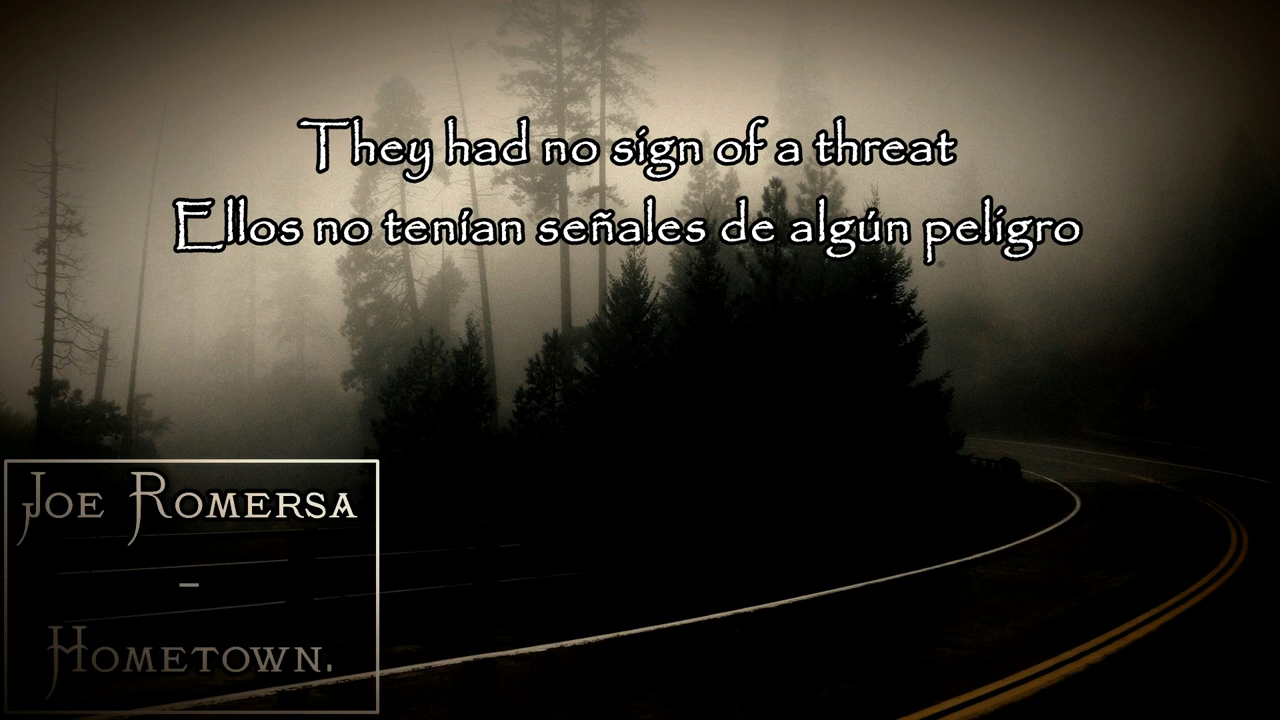 They had no sign of a threat
Ellos no tenían señales de algún peligro
Joe Romersa
–
Hometown.